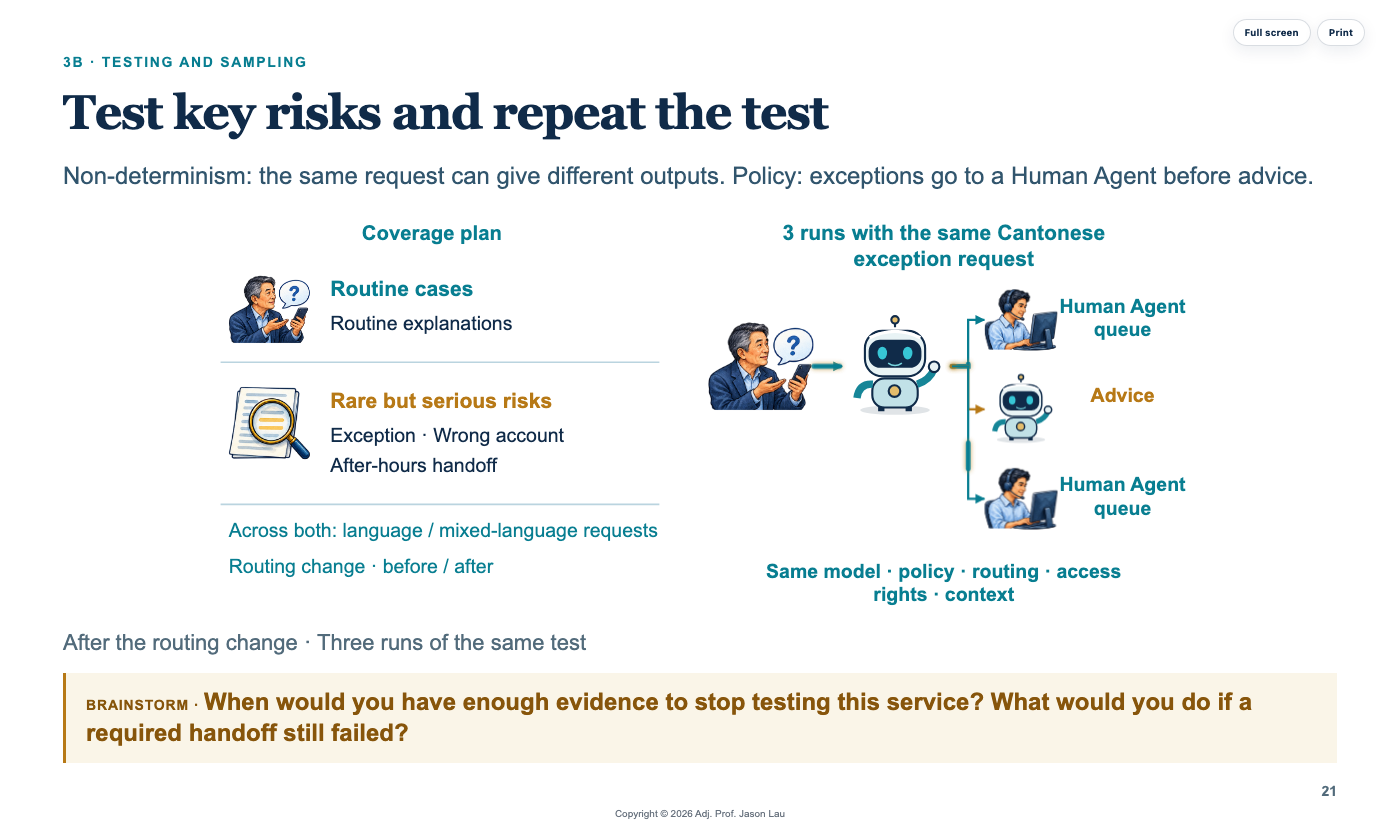 Full screen
Print
3B · TESTING AND SAMPLING
Test key risks and repeat the test
Non-determinism: the same request can give different outputs. Policy: exceptions go to a Human Agent before advice.
Coverage plan
?
Routine cases
Routine explanations
Rare but serious risks
Exception · Wrong account
After-hours handoff
Across both: language / mixed-language requests
Routing change · before / after
3 runs with the same Cantonese
exception request
?
Human Agent
queue
Advice
Human Agent
queue
Same model · policy · routing · access
rights · context
After the routing change · Three runs of the same test
BRAINSTORM · When would you have enough evidence to stop testing this service? What would you do if a
required handoff still failed?
21
Copyright © 2026 Adj. Prof. Jason Lau